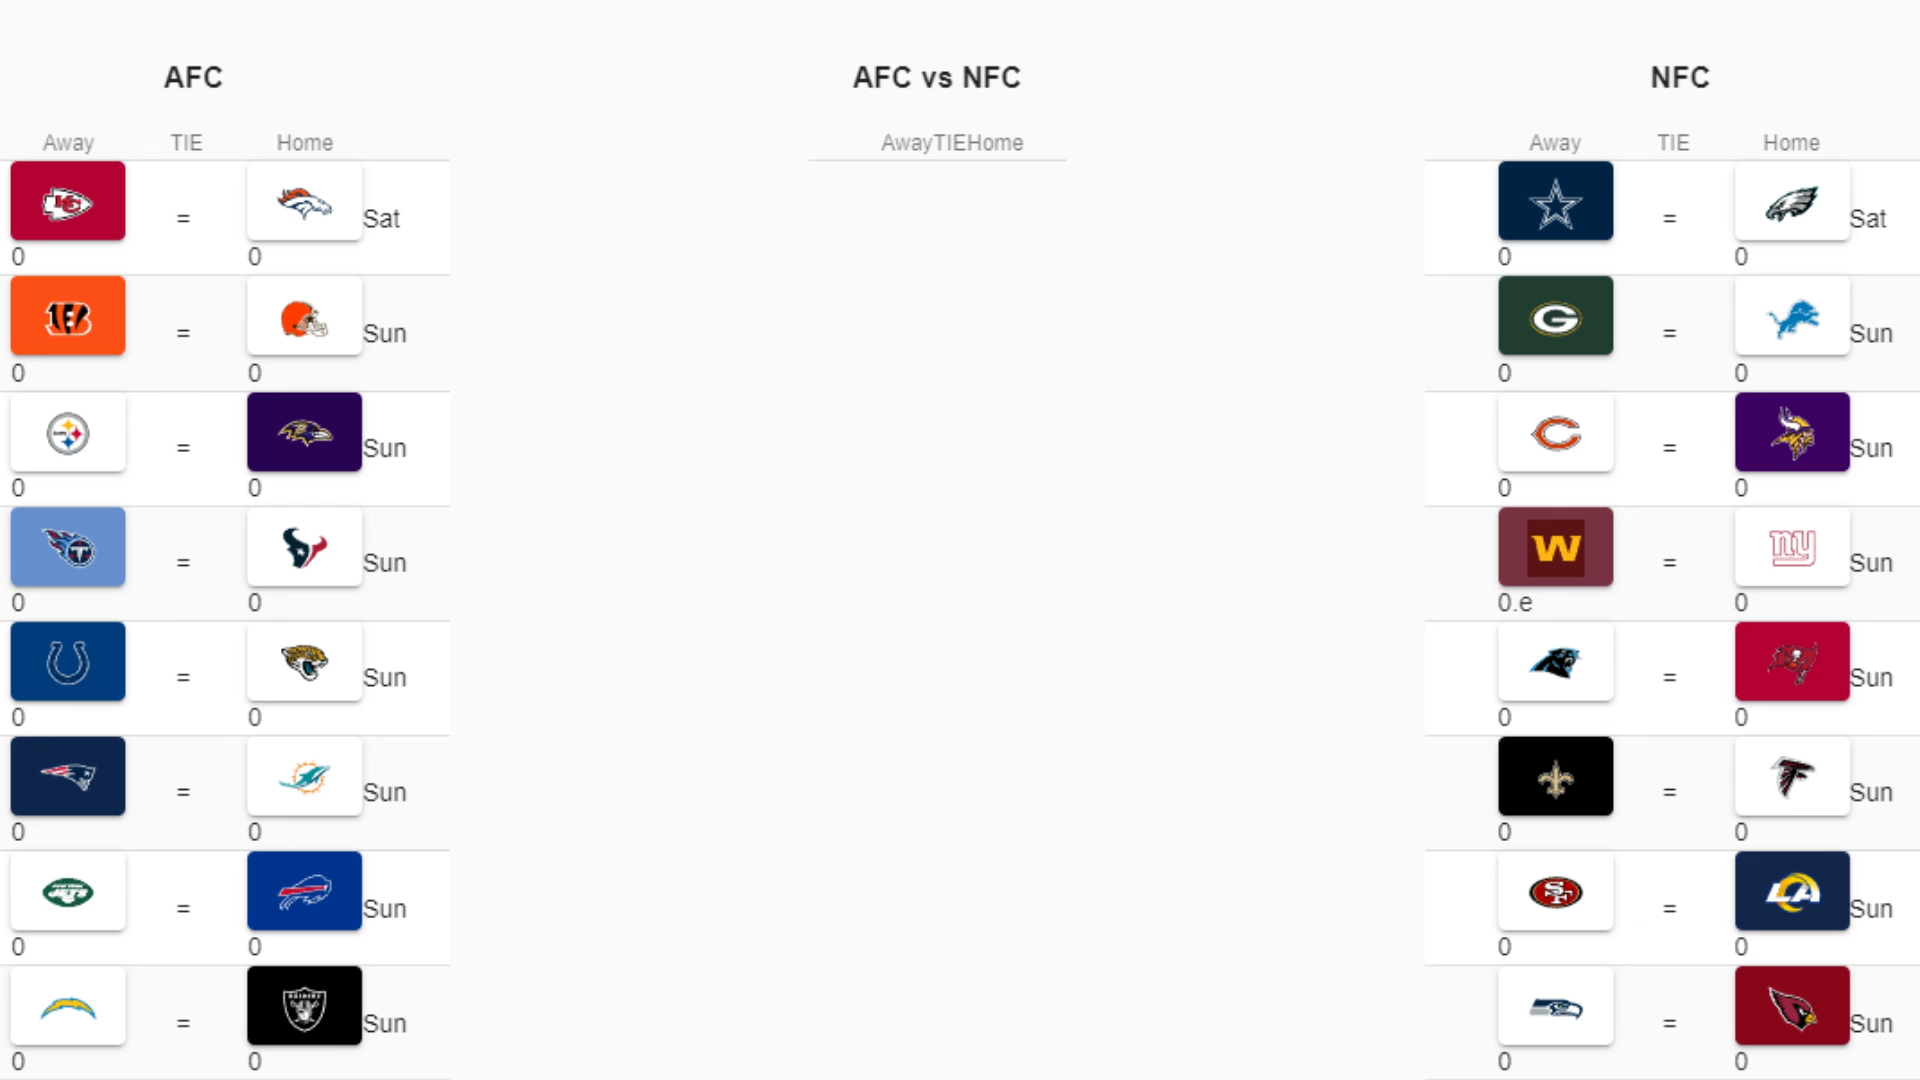 AFC
Away TIE Home
= Sat
0 0
= Sun
0 0
= Sun
0 0
= Sun
0 0
= Sun
0 0
= Sun
0 0
= Sun
0 0
= Sun
0 0
AFC vs NFC
AwayTIEHome
NFC
Away TIE Home
= Sat
0 0
G = Sun
0 0
C = Sun
0 0
W = ny Sun
0.e 0
= Sun
0 0
= Sun
0 0
SF = LA Sun
0 0
= Sun
0 0